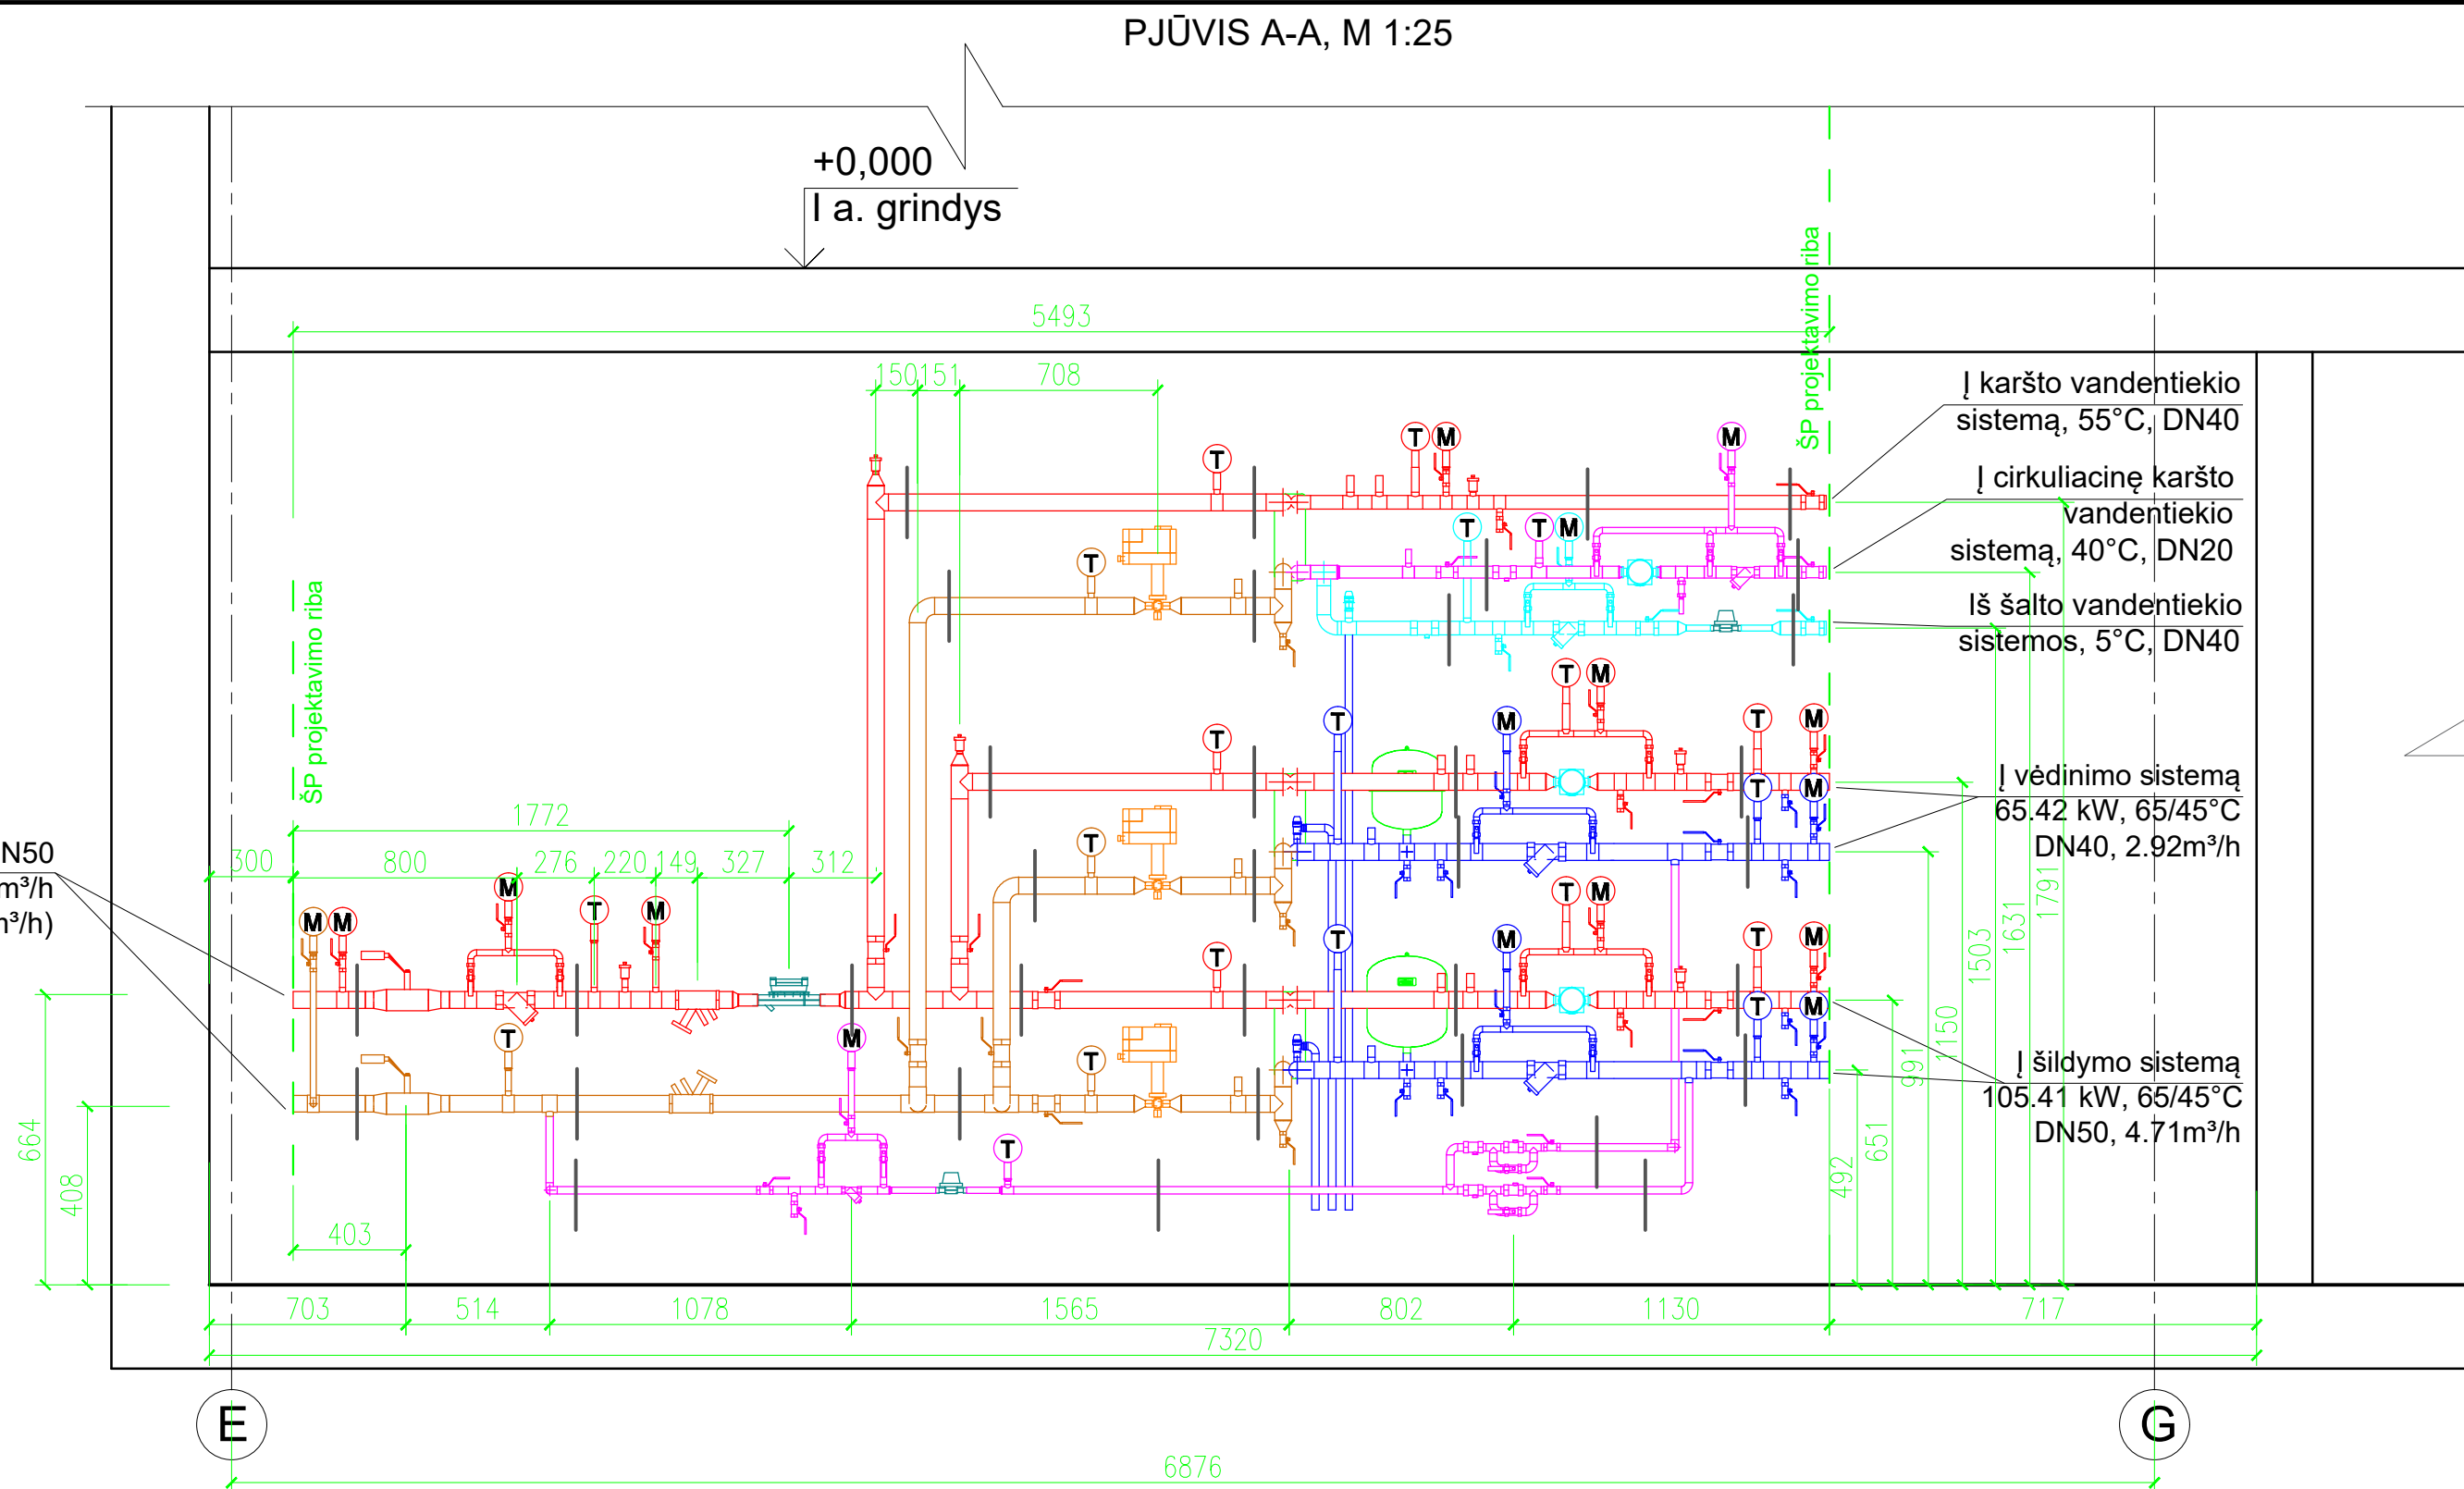 PJŪVIS A-A, M 1:25
+0,000
I a. grindys
ŠP projektavimo riba
5493
150
151
708
Į karšto vandentiekio
sistemą, 55°C, DN40
Į cirkuliacinę karšto
vandentiekio
sistemą, 40°C, DN20
Iš šalto vandentiekio
sistemos, 5°C, DN40
Į vėdinimo sistemą
65.42 kW, 65/45°C
DN40, 2.92m³/h
Į šildymo sistemą
105.41 kW, 65/45°C
DN50, 4.71m³/h
T
T
M
M
T
T
M
T
T
M
T
M
T
M
T
M
T
T
M
T
M
T
M
M
T
M
M
M
T
T
T
M
T
M
T
M
T
M
T
M
T
T
M
ŠP projektavimo riba
1772
300
800
276
220
149
327
312
N50
m³/h
m³/h)
664
408
403
492
651
991
1150
1503
1631
1791
703
514
1078
1565
802
1130
717
7320
E
G
6876